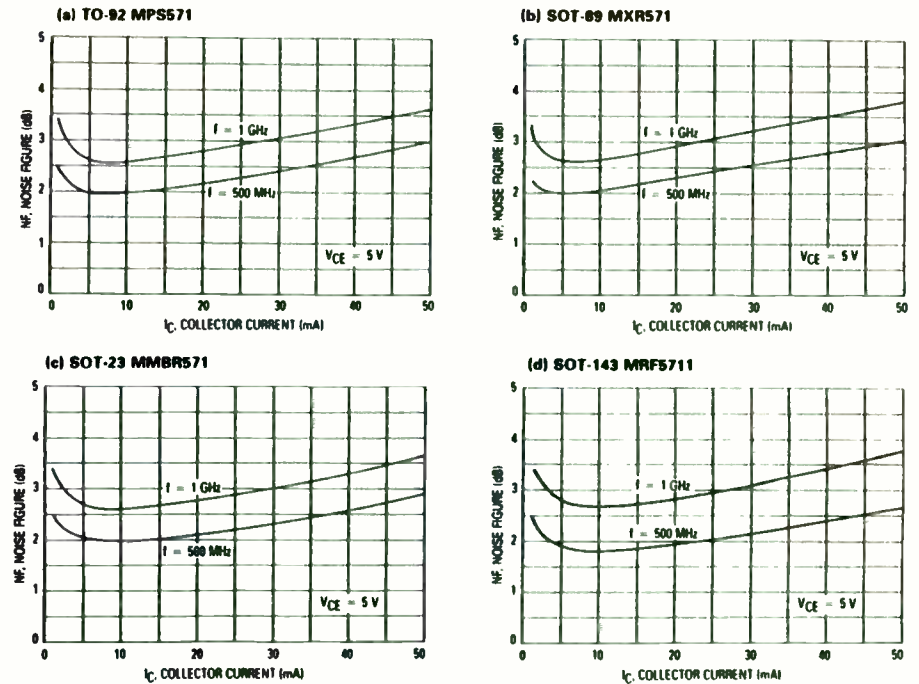 (a) TO-92 MPS571
5
4
3
2
1
0
NF, NOISE FIGURE (dB)
f = 1 GHz
f = 500 MHz
VCE = 5 V
0 10 20 30 40 50
IC, COLLECTOR CURRENT (mA)
(b) SOT-89 MXR571
5
4
3
2
1
0
NF, NOISE FIGURE (dB)
f = 1 GHz
f = 500 MHz
VCE = 5 V
0 10 20 30 40 50
IC, COLLECTOR CURRENT (mA)
(c) SOT-23 MMBR571
5
4
3
2
1
0
NF, NOISE FIGURE (dB)
f = 1 GHz
f = 500 MHz
VCE = 5 V
0 10 20 30 40 50
IC, COLLECTOR CURRENT (mA)
(d) SOT-143 MRF5711
5
4
3
2
1
0
NF, NOISE FIGURE (dB)
f = 1 GHz
f = 500 MHz
VCE = 5 V
0 10 20 30 40 50
IC, COLLECTOR CURRENT (mA)